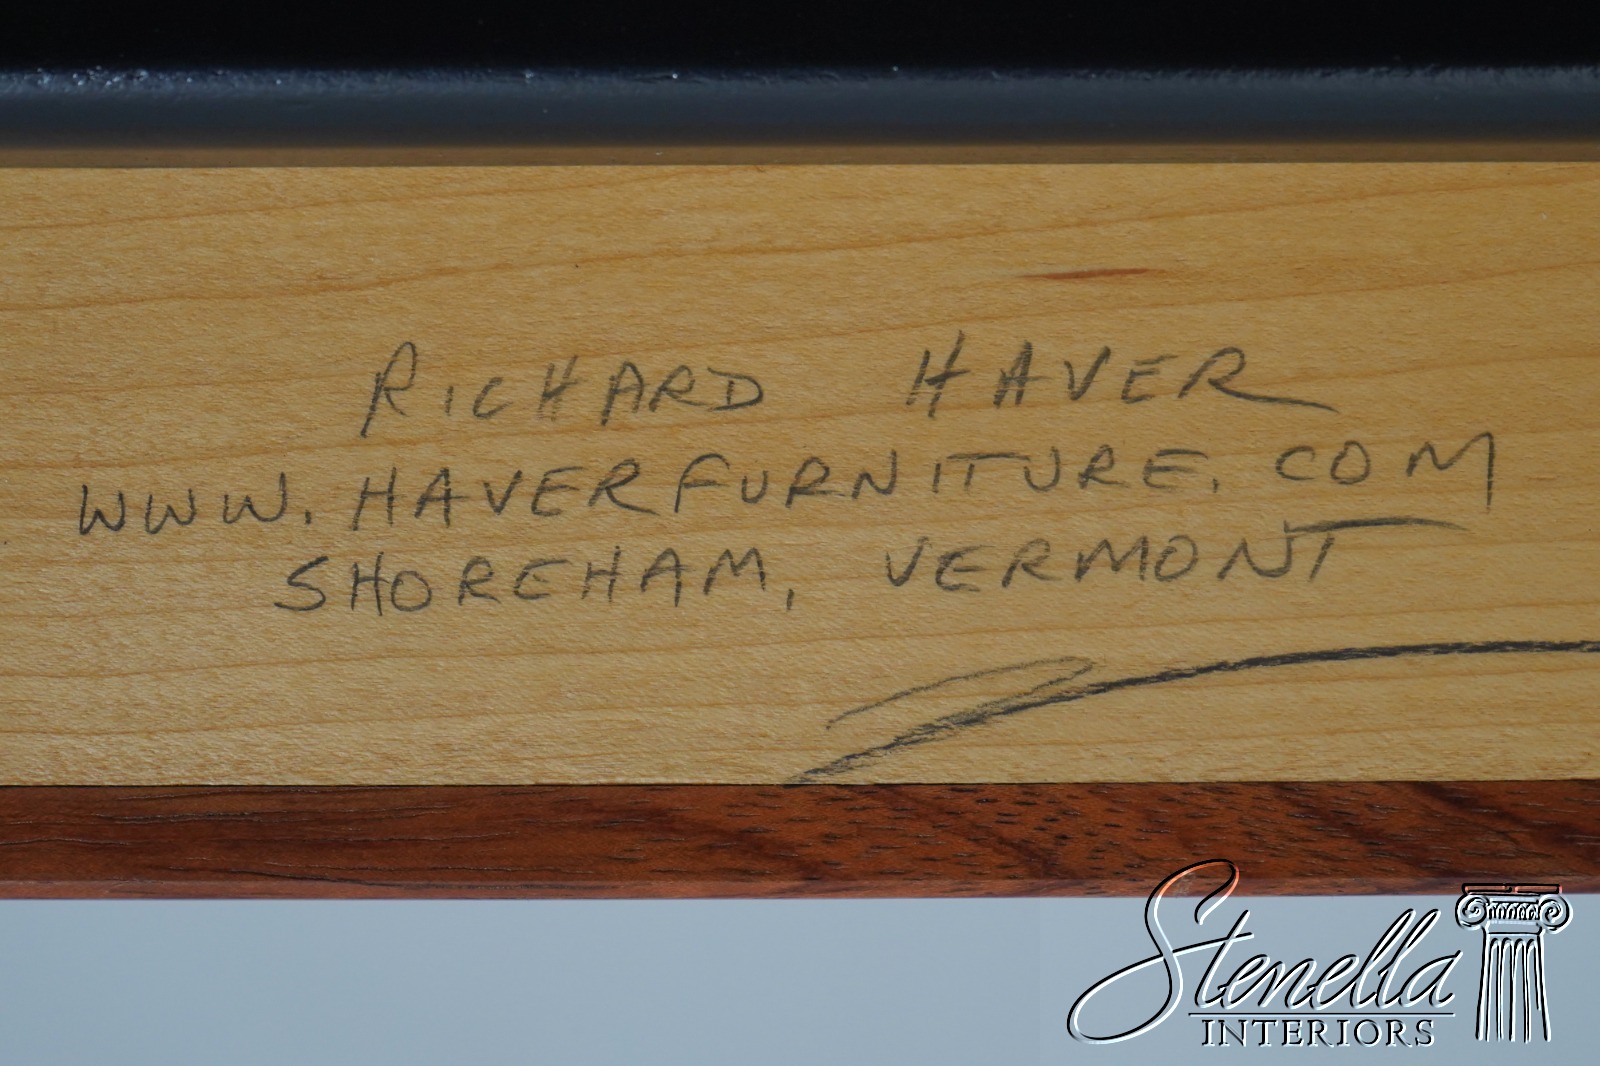 RICHARD HAVER
WWW.HAVERFURNITURE.COM
SHOREHAM, VERMONT
Stenella
INTERIORS